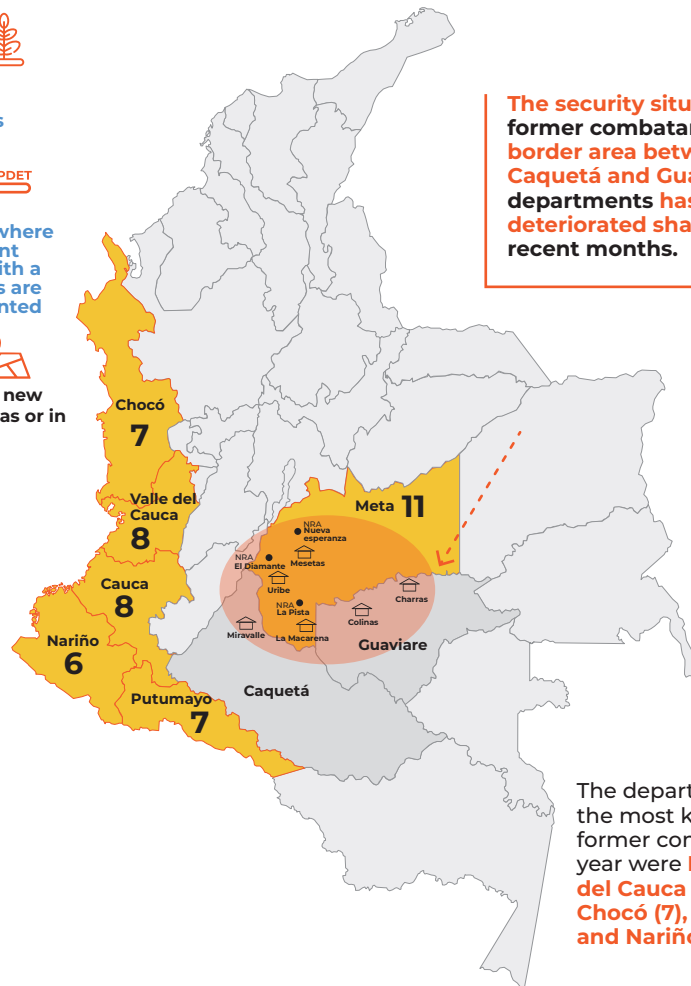 PDET
where
nt
ith a
s are
nted
new
as or in
The security situ
former combatan
border area betw
Caquetá and Gua
departments has
deteriorated sha
recent months.
Chocó
7
Valle del
Cauca
8
Cauca
8
Nariño
6
Putumayo
7
Meta 11
NRA
Nueva
esperanza
Mesetas
NRA
El Diamante
Uribe
NRA
La Pista
La Macarena
Miravalle
Colinas
Charras
Guaviare
Caquetá
The depart
the most k
former con
year were
del Cauca
Chocó (7),
and Nariño